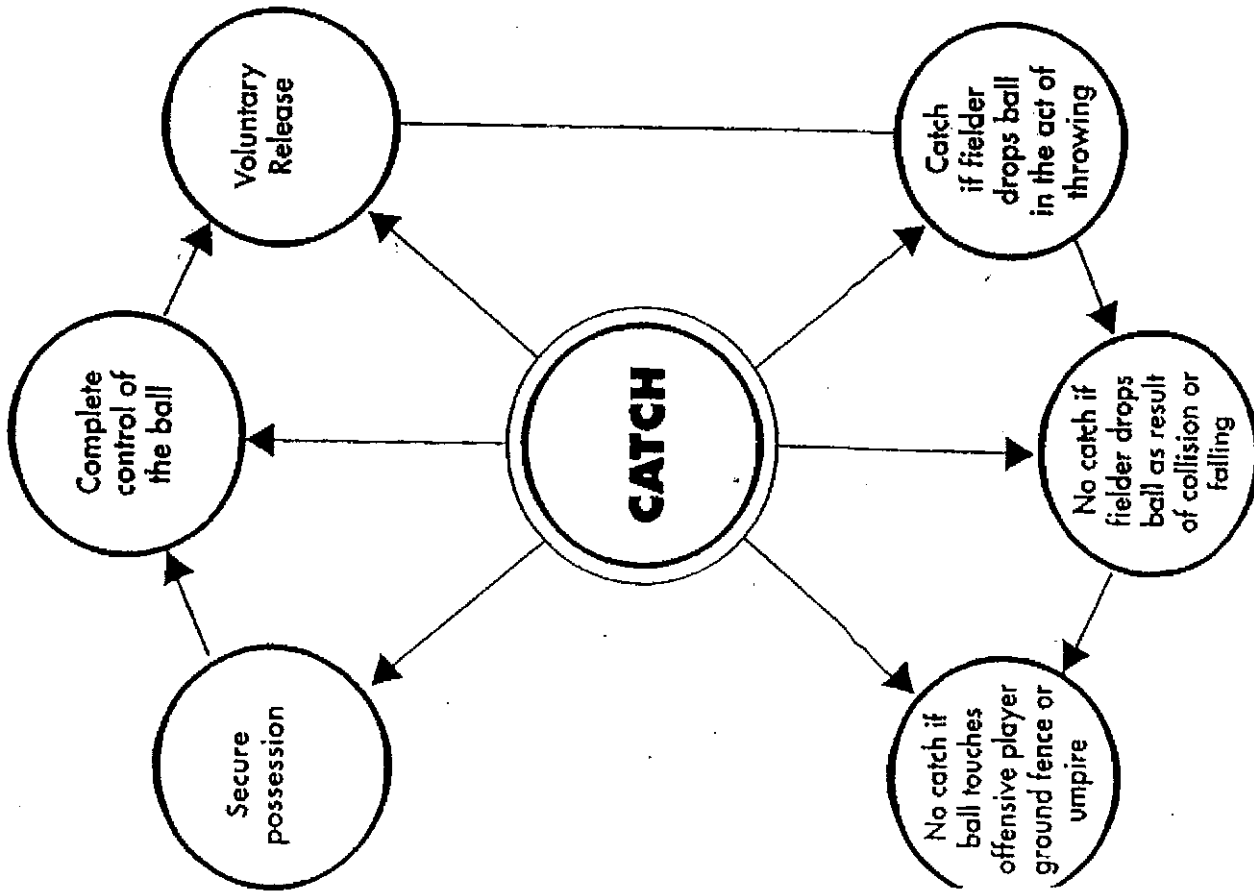 CATCH
Secure
possession
Complete
control of
the ball
Voluntary
Release
Catch
if fielder
drops ball
in the act of
throwing
No catch if
fielder drops
ball as result
of collision or
falling
No catch if
ball touches
offensive player
ground fence or
umpire